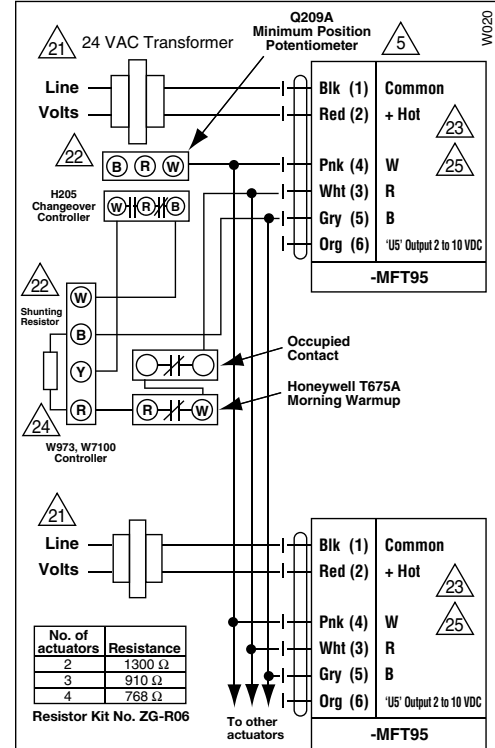 W020
Q209A
Minimum Position
Potentiometer
21
24 VAC Transformer
5
Line
Volts
Blk (1) Common
Red (2) + Hot
23
22
B R W
Pnk (4) W
25
Wht (3) R
Gry (5) B
Org (6) 'U5' Output 2 to 10 VDC
-MFT95
H205
Changeover
Controller
W R B
22
Shunting
Resistor
W
B
Y
R
24
W973, W7100
Controller
Occupied
Contact
Honeywell T675A
Morning Warmup
R W
21
Line
Volts
Blk (1) Common
Red (2) + Hot
23
Pnk (4) W
25
Wht (3) R
Gry (5) B
Org (6) 'U5' Output 2 to 10 VDC
-MFT95
No. of
actuators Resistance
2 1300 Ω
3 910 Ω
4 768 Ω
Resistor Kit No. ZG-R06
To other
actuators